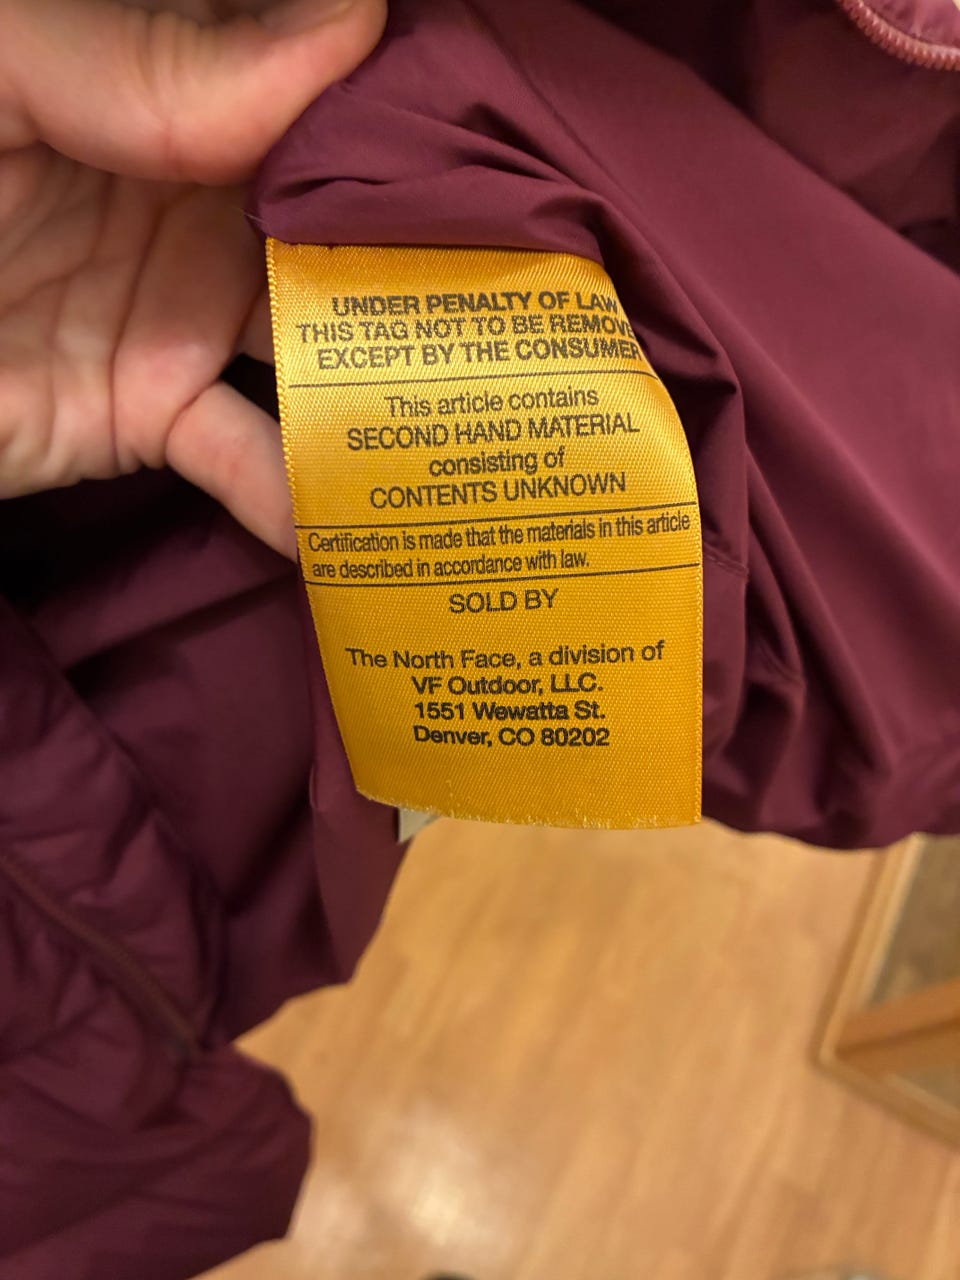 UNDER PENALTY OF LAW
THIS TAG NOT TO BE REMOVE
EXCEPT BY THE CONSUMER
This article contains
SECOND HAND MATERIAL
consisting of
CONTENTS UNKNOWN
Certification is made that the materials in this article
are described in accordance with law.
SOLD BY
The North Face, a division of
VF Outdoor, LLC.
1551 Wewatta St.
Denver, CO 80202